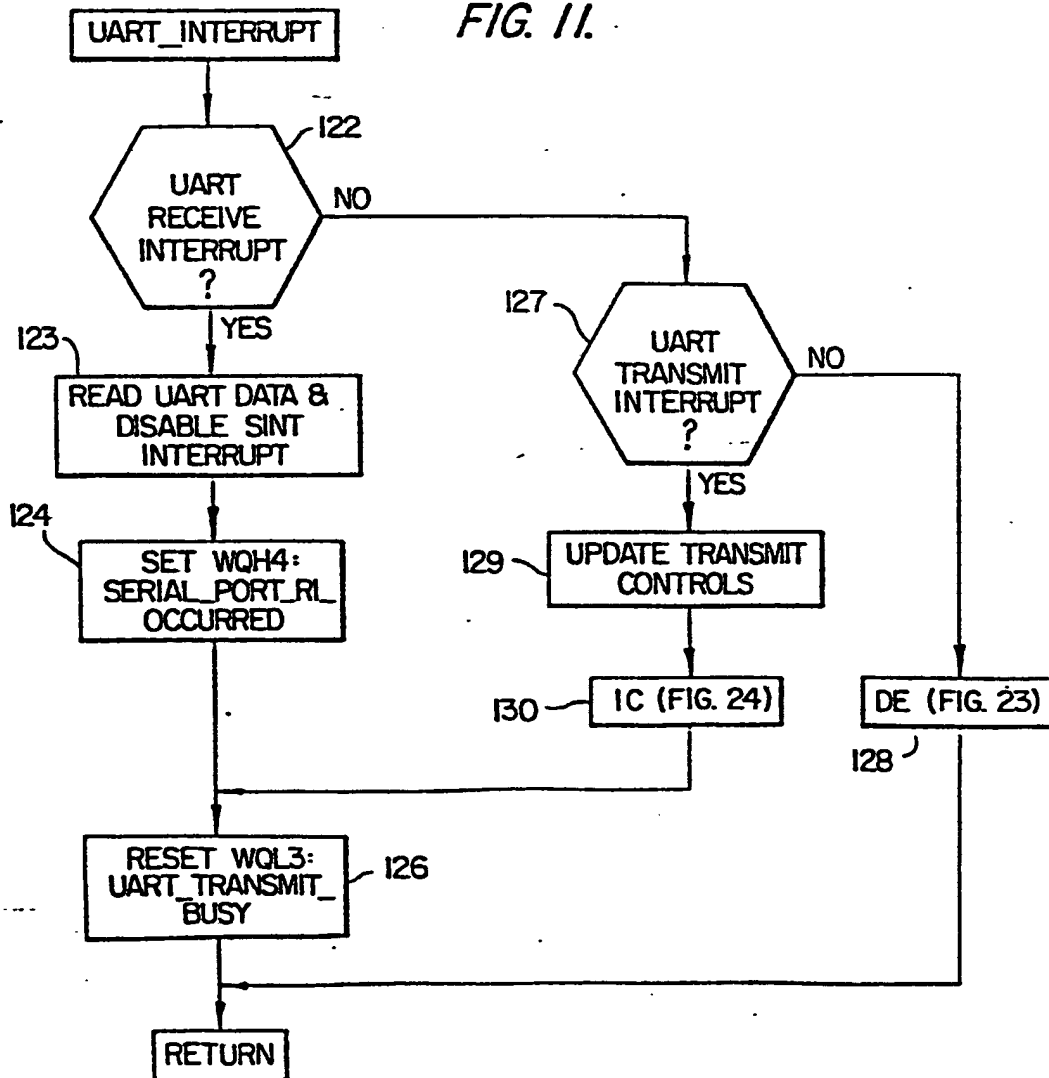 FIG. 11.
UART_INTERRUPT
122
UART
RECEIVE
INTERRUPT
?
NO
YES
123
READ UART DATA &
DISABLE SINT
INTERRUPT
124
SET WQH4:
SERIAL_PORT_RI_
OCCURRED
127
UART
TRANSMIT
INTERRUPT
?
NO
YES
129
UPDATE TRANSMIT
CONTROLS
130
IC (FIG. 24)
DE (FIG. 23)
128
RESET WQL3:
UART_TRANSMIT_
BUSY
126
RETURN